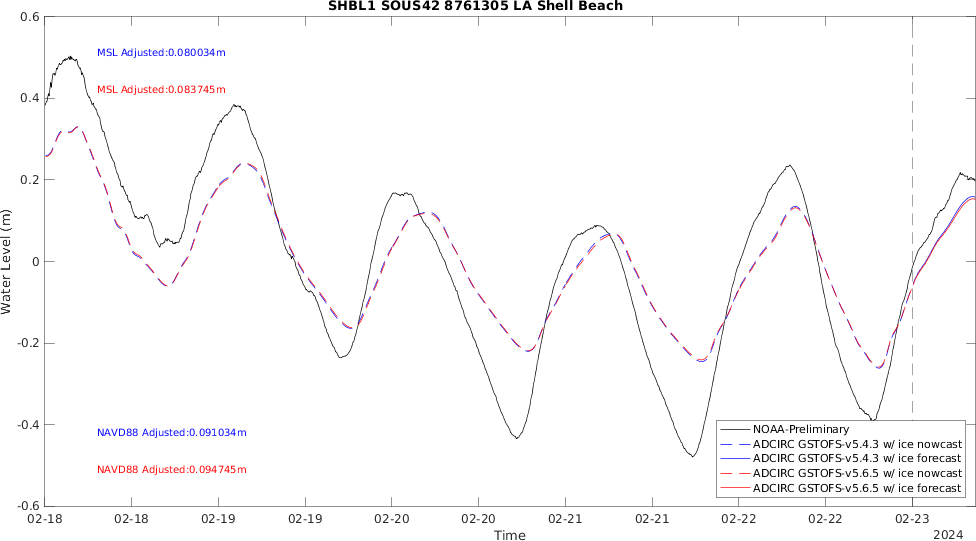 SHBL1 SOUS42 8761305 LA Shell Beach
0.6
MSL Adjusted:0.080034m
MSL Adjusted:0.083745m
0.4
0.2
0
Water Level (m)
-0.2
-0.4
NAVD88 Adjusted:0.091034m
NAVD88 Adjusted:0.094745m
NOAA-Preliminary
ADCIRC GSTOFS-v5.4.3 w/ ice nowcast
ADCIRC GSTOFS-v5.4.3 w/ ice forecast
ADCIRC GSTOFS-v5.6.5 w/ ice nowcast
ADCIRC GSTOFS-v5.6.5 w/ ice forecast
-0.6
02-18 02-18 02-19 02-19 02-20 02-20 02-21 02-21 02-22 02-22 02-23
Time
2024